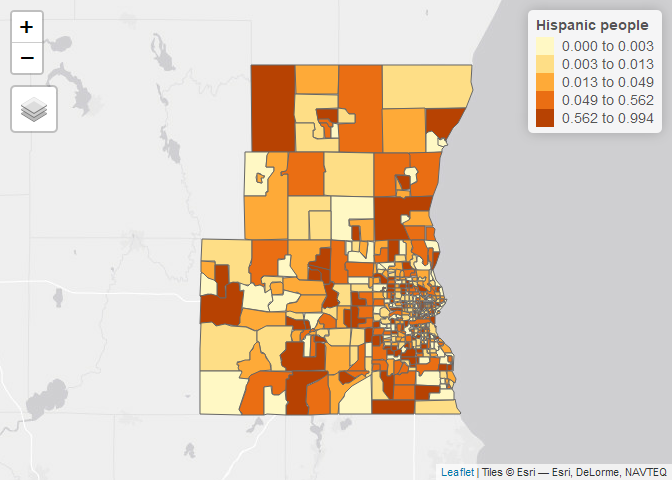 +
−
Hispanic people
0.000 to 0.003
0.003 to 0.013
0.013 to 0.049
0.049 to 0.562
0.562 to 0.994
Leaflet | Tiles © Esri — Esri, DeLorme, NAVTEQ